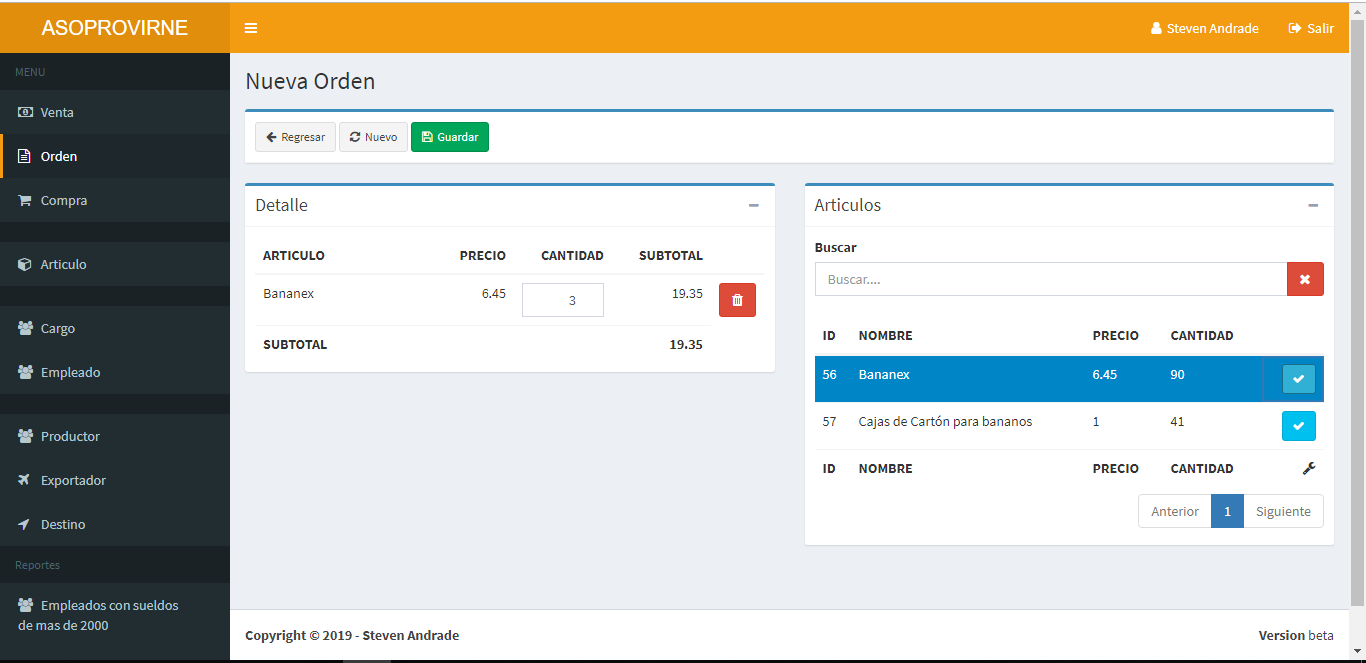 ASOPROVIRNE
Steven Andrade
Salir
MENU
Venta
Orden
Compra
Articulo
Cargo
Empleado
Productor
Exportador
Destino
Reportes
Empleados con sueldos
de mas de 2000
Nueva Orden
Regresar
Nuevo
Guardar
Detalle
ARTICULO PRECIO CANTIDAD SUBTOTAL
Bananex 6.45 3 19.35
SUBTOTAL 19.35
Articulos
Buscar
Buscar....
ID NOMBRE PRECIO CANTIDAD
56 Bananex 6.45 90
57 Cajas de Cartón para bananos 1 41
ID NOMBRE PRECIO CANTIDAD
Anterior 1 Siguiente
Copyright © 2019 - Steven Andrade
Version beta